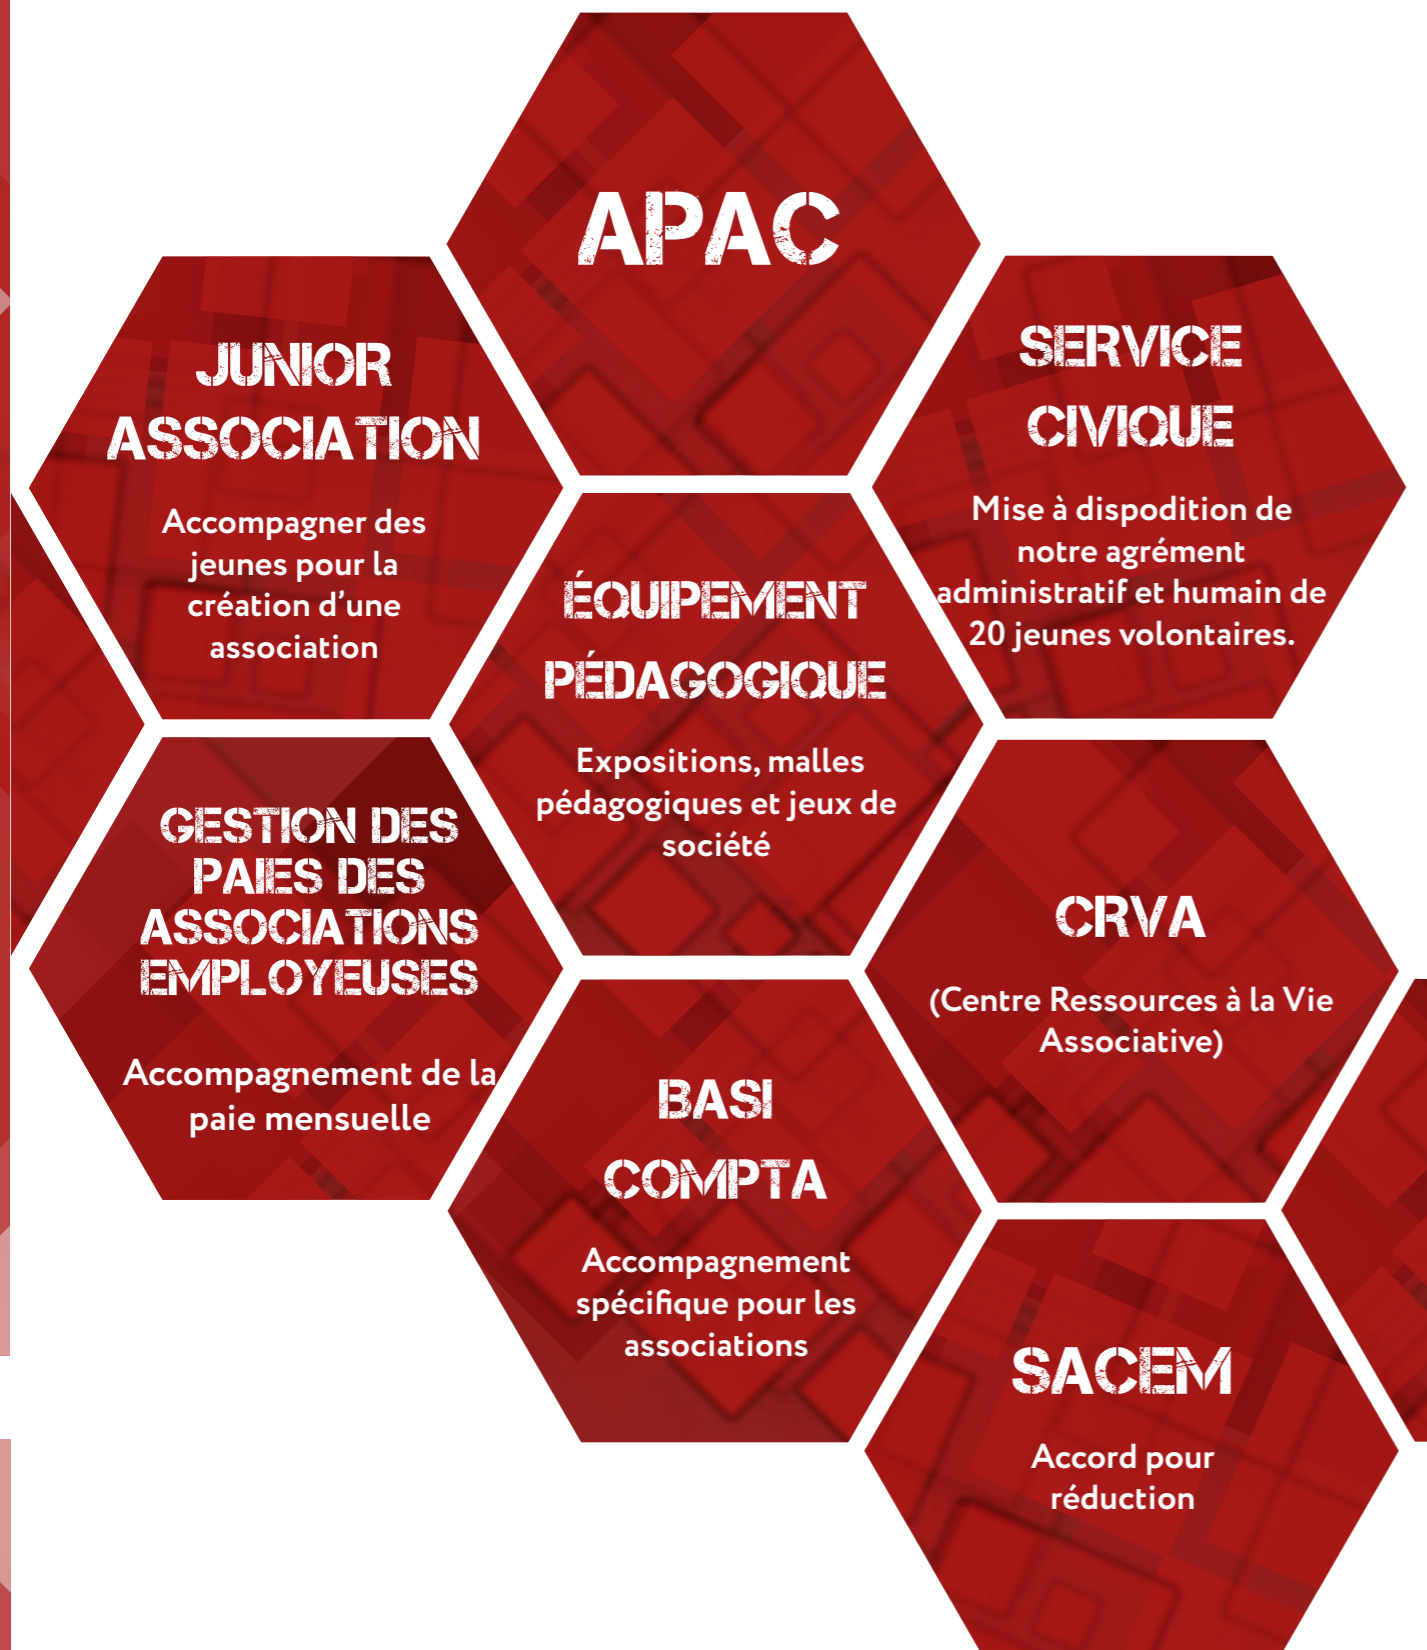 APAC
JUNIOR
ASSOCIATION
Accompagner des
jeunes pour la
création d’une
association
SERVICE
CIVIQUE
Mise à dispodition de
notre agrément
administratif et humain de
20 jeunes volontaires.
ÉQUIPEMENT
PÉDAGOGIQUE
Expositions, malles
pédagogiques et jeux de
société
GESTION DES
PAIES DES
ASSOCIATIONS
EMPLOYEUSES
Accompagnement de la
paie mensuelle
CRVA
(Centre Ressources à la Vie
Associative)
BASI
COMPTA
Accompagnement
spécifique pour les
associations
SACEM
Accord pour
réduction